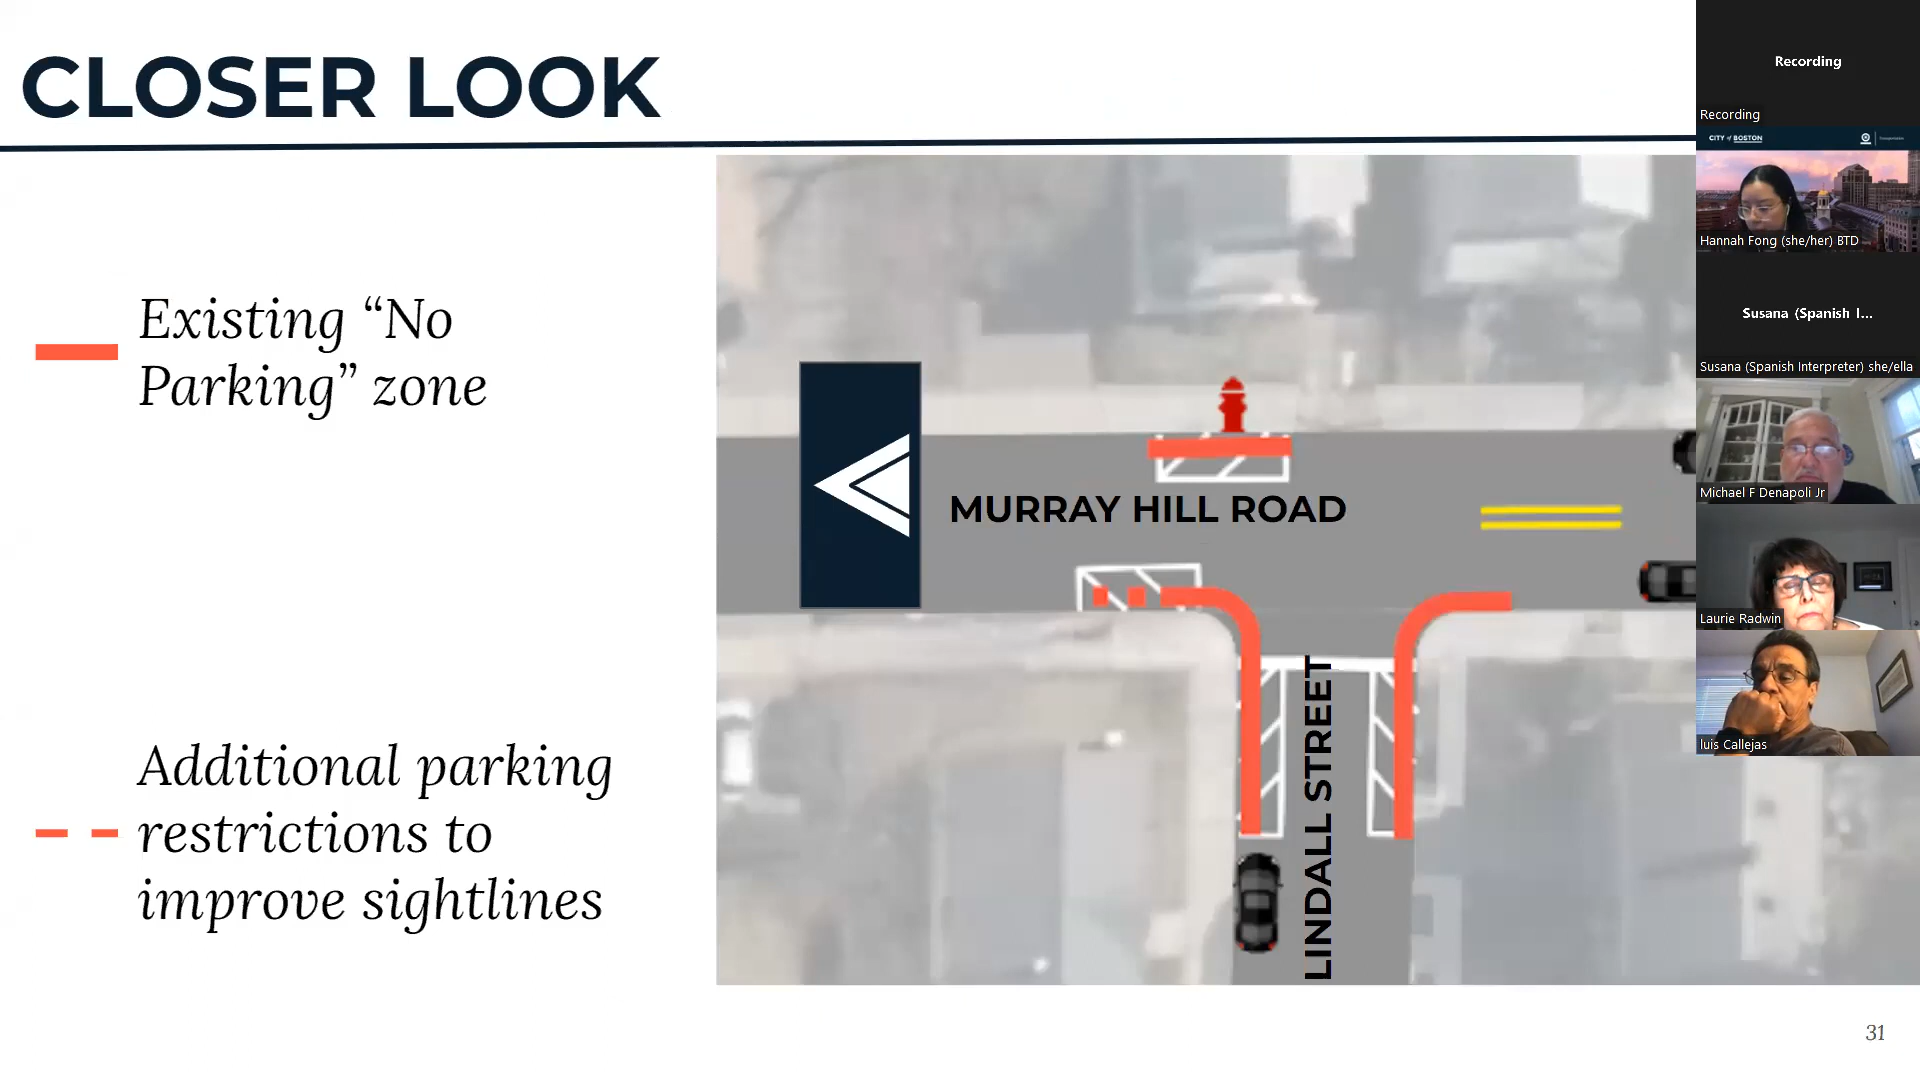 CLOSER LOOK
Existing “No
Parking” zone
Additional parking
restrictions to
improve sightlines
MURRAY HILL ROAD
LINDALL STREET
31
Recording
Recording
CITY of BOSTON
Hannah Fong (she/her) BTD
Susana (Spanish I...
Susana (Spanish Interpreter) she/ella
Michael F Denapoli Jr
Laurie Radwin
luis Callejas